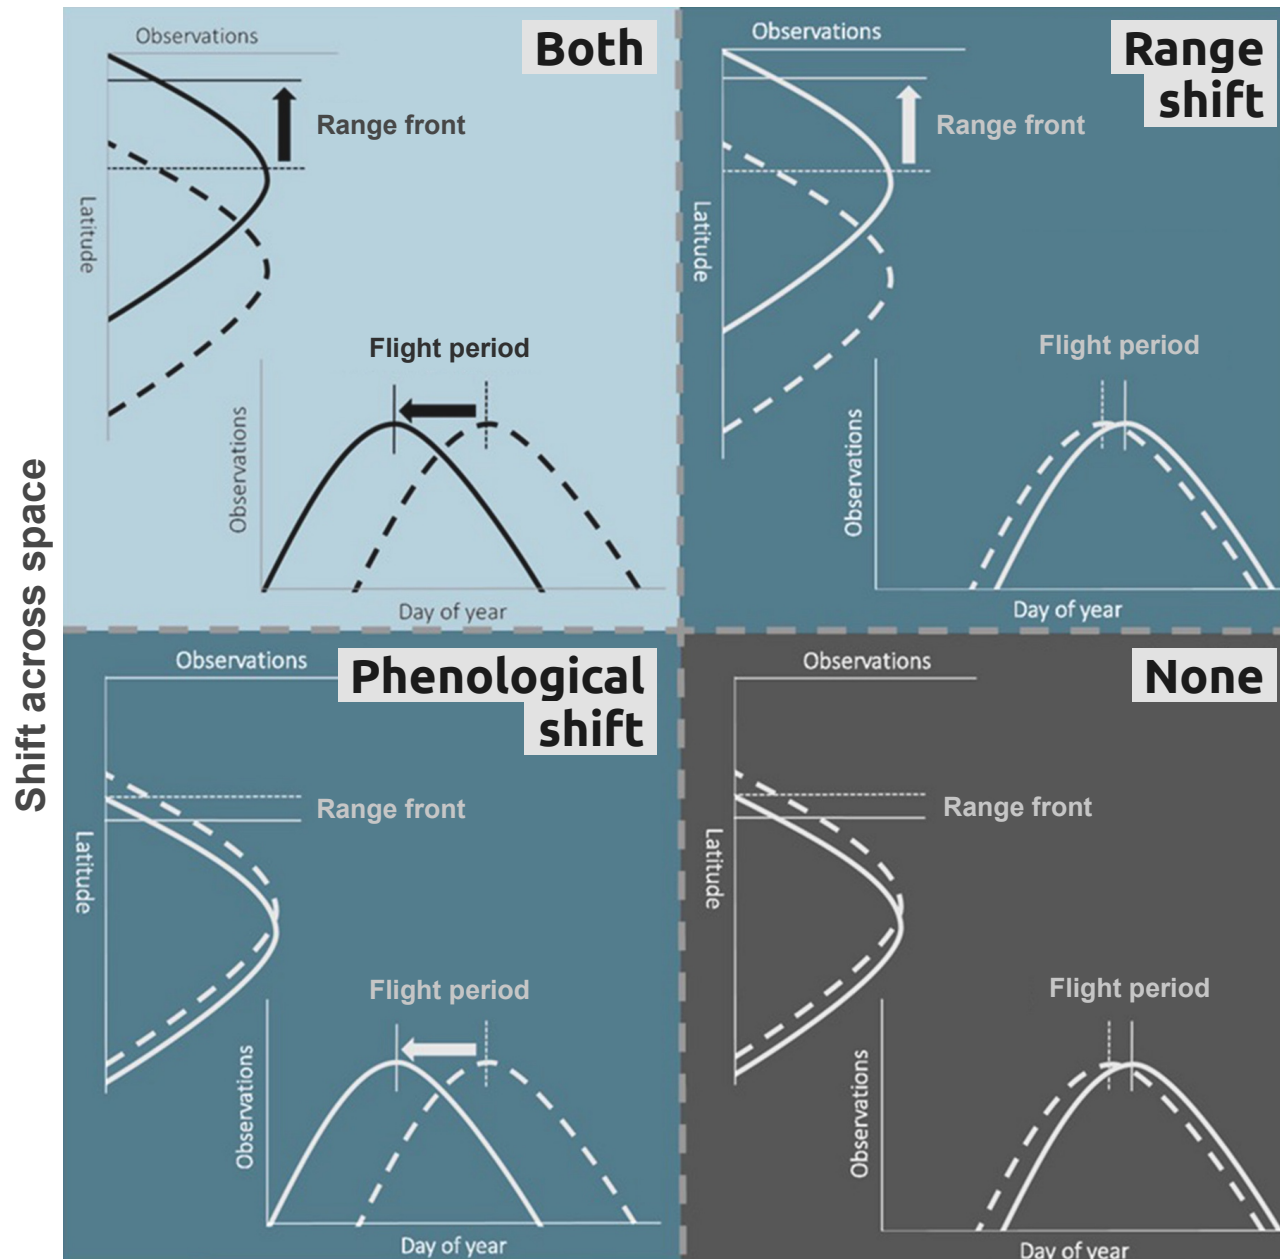 Shift across space
Observations
Both
Range front
Latitude
Flight period
Observations
Day of year
Observations
Range
shift
Range front
Latitude
Flight period
Observations
Day of year
Observations
Phenological
shift
Range front
Latitude
Flight period
Observations
Day of year
Observations
None
Range front
Latitude
Flight period
Observations
Day of year